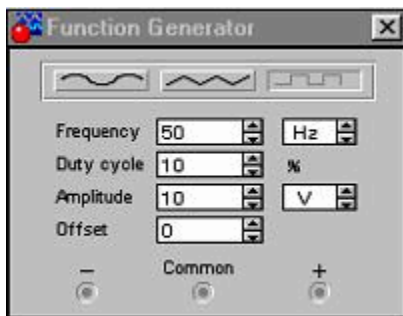 Function Generator
Frequency 50 Hz
Duty cycle 10 %
Amplitude 10 V
Offset 0
− Common +